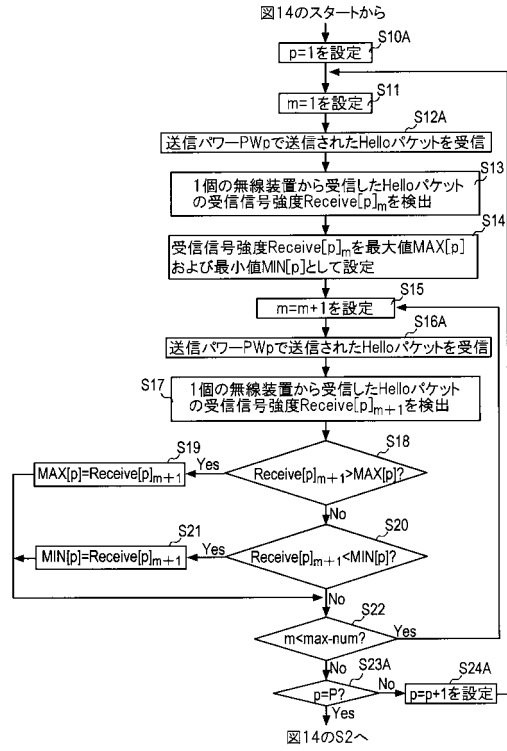 図14のスタートから
S10A
p=1を設定
S11
m=1を設定
S12A
送信パワーPWpで送信されたHelloパケットを受信
S13
1個の無線装置から受信したHelloパケット
の受信信号強度Receive[p]mを検出
S14
受信信号強度Receive[p]mを最大値MAX[p]
および最小値MIN[p]として設定
S15
m=m+1を設定
S16A
送信パワーPWpで送信されたHelloパケットを受信
S17
1個の無線装置から受信したHelloパケット
の受信信号強度Receive[p]m+1を検出
S18
Receive[p]m+1>MAX[p]?
Yes
S19
MAX[p]=Receive[p]m+1
No
S20
Receive[p]m+1<MIN[p]?
Yes
S21
MIN[p]=Receive[p]m+1
No
S22
m<max-num?
Yes
No
S23A
p=P?
No
S24A
p=p+1を設定
Yes
図14のS2へ